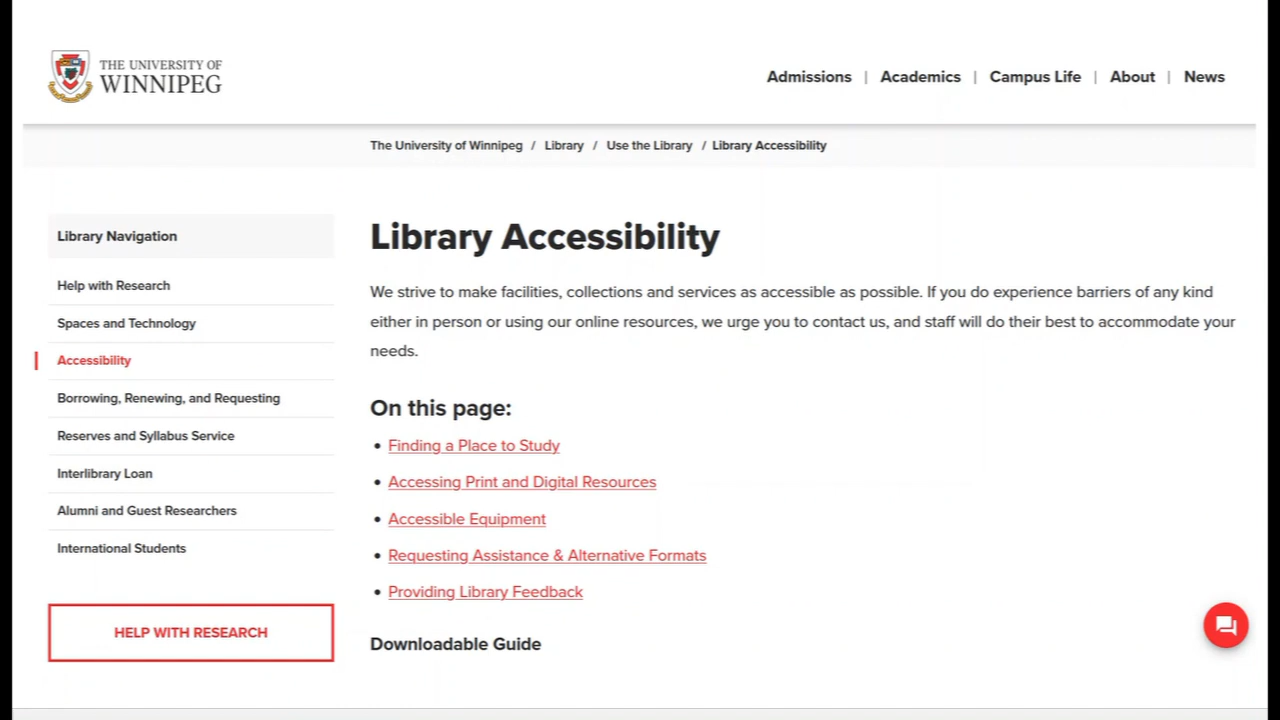 THE UNIVERSITY OF
WINNIPEG
Admissions | Academics | Campus Life | About | News
The University of Winnipeg / Library / Use the Library / Library Accessibility
Library Navigation
Help with Research
Spaces and Technology
Accessibility
Borrowing, Renewing, and Requesting
Reserves and Syllabus Service
Interlibrary Loan
Alumni and Guest Researchers
International Students
HELP WITH RESEARCH
Library Accessibility
We strive to make facilities, collections and services as accessible as possible. If you do experience barriers of any kind
either in person or using our online resources, we urge you to contact us, and staff will do their best to accommodate your
needs.
On this page:
• Finding a Place to Study
• Accessing Print and Digital Resources
• Accessible Equipment
• Requesting Assistance & Alternative Formats
• Providing Library Feedback
Downloadable Guide